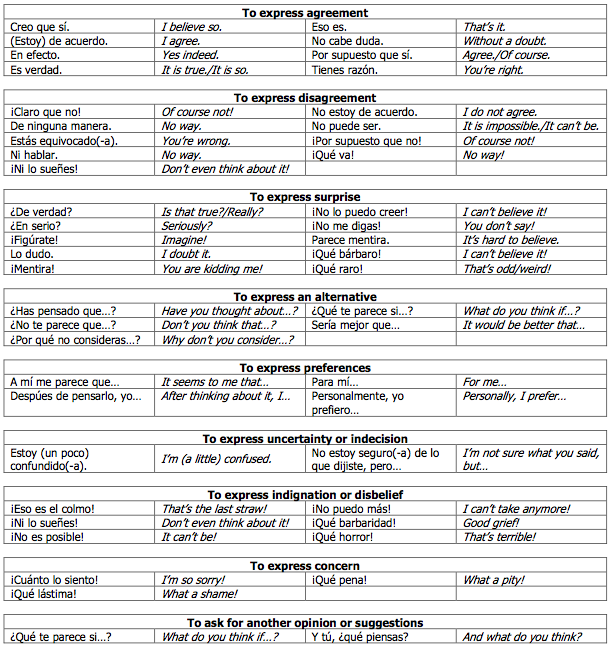 To express agreement
Creo que sí. I believe so. Eso es. That's it.
(Estoy) de acuerdo. I agree. No cabe duda. Without a doubt.
En efecto. Yes indeed. Por supuesto que sí. Agree./Of course.
Es verdad. It is true./It is so. Tienes razón. You're right.
To express disagreement
¡Claro que no! Of course not! No estoy de acuerdo. I do not agree.
De ninguna manera. No way. No puede ser. It is impossible./It can't be.
Estás equivocado(-a). You're wrong. ¡Por supuesto que no! Of course not!
Ni hablar. No way. ¡Qué va! No way!
¡Ni lo sueñes! Don't even think about it!
To express surprise
¿De verdad? Is that true?/Really? ¡No lo puedo creer! I can't believe it!
¿En serio? Seriously? ¡No me digas! You don't say!
¡Figúrate! Imagine! Parece mentira. It's hard to believe.
Lo dudo. I doubt it. ¡Qué bárbaro! I can't believe it!
¡Mentira! You are kidding me! ¡Qué raro! That's odd/weird!
To express an alternative
¿Has pensado que...? Have you thought about...? ¿Qué te parece si...? What do you think if...?
¿No te parece que...? Don't you think that...? Sería mejor que... It would be better that...
¿Por qué no consideras...? Why don't you consider...?
To express preferences
A mí me parece que... It seems to me that... Para mí... For me...
Despúes de pensarlo, yo... After thinking about it, I... Personalmente, yo Personally, I prefer...
prefiero...
To express uncertainty or indecision
Estoy (un poco) I'm (a little) confused. No estoy seguro(-a) de lo I'm not sure what you said,
confundido(-a). que dijiste, pero... but...
To express indignation or disbelief
¡Eso es el colmo! That's the last straw! ¡No puedo más! I can't take anymore!
¡Ni lo sueñes! Don't even think about it! ¡Qué barbaridad! Good grief!
¡No es posible! It can't be! ¡Qué horror! That's terrible!
To express concern
¡Cuánto lo siento! I'm so sorry! ¡Qué pena! What a pity!
¡Qué lástima! What a shame!
To ask for another opinion or suggestions
¿Qué te parece si...? What do you think if...? Y tú, ¿qué piensas? And what do you think?